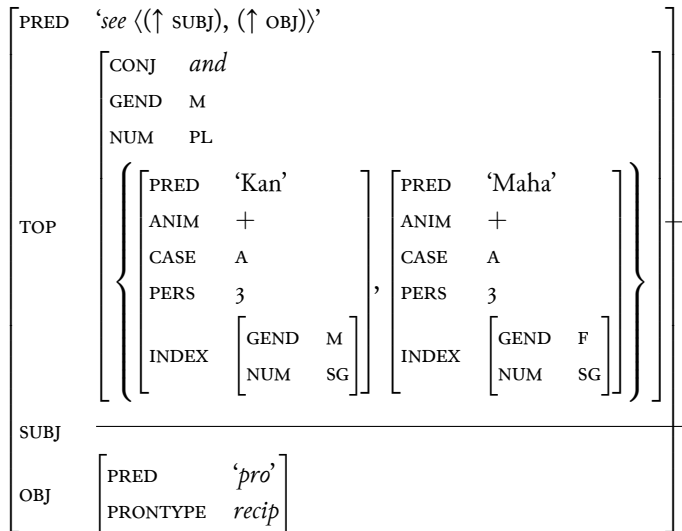 PRED ‘see ⟨(↑ SUBJ), (↑ OBJ)⟩’
CONJ and
GEND M
NUM PL
PRED ‘Kan’ PRED ‘Maha’
TOP ANIM + ANIM +
CASE A CASE A
PERS 3 , PERS 3
INDEX GEND M INDEX GEND F
NUM SG NUM SG
SUBJ
OBJ PRED ‘pro’
PRONTYPE recip